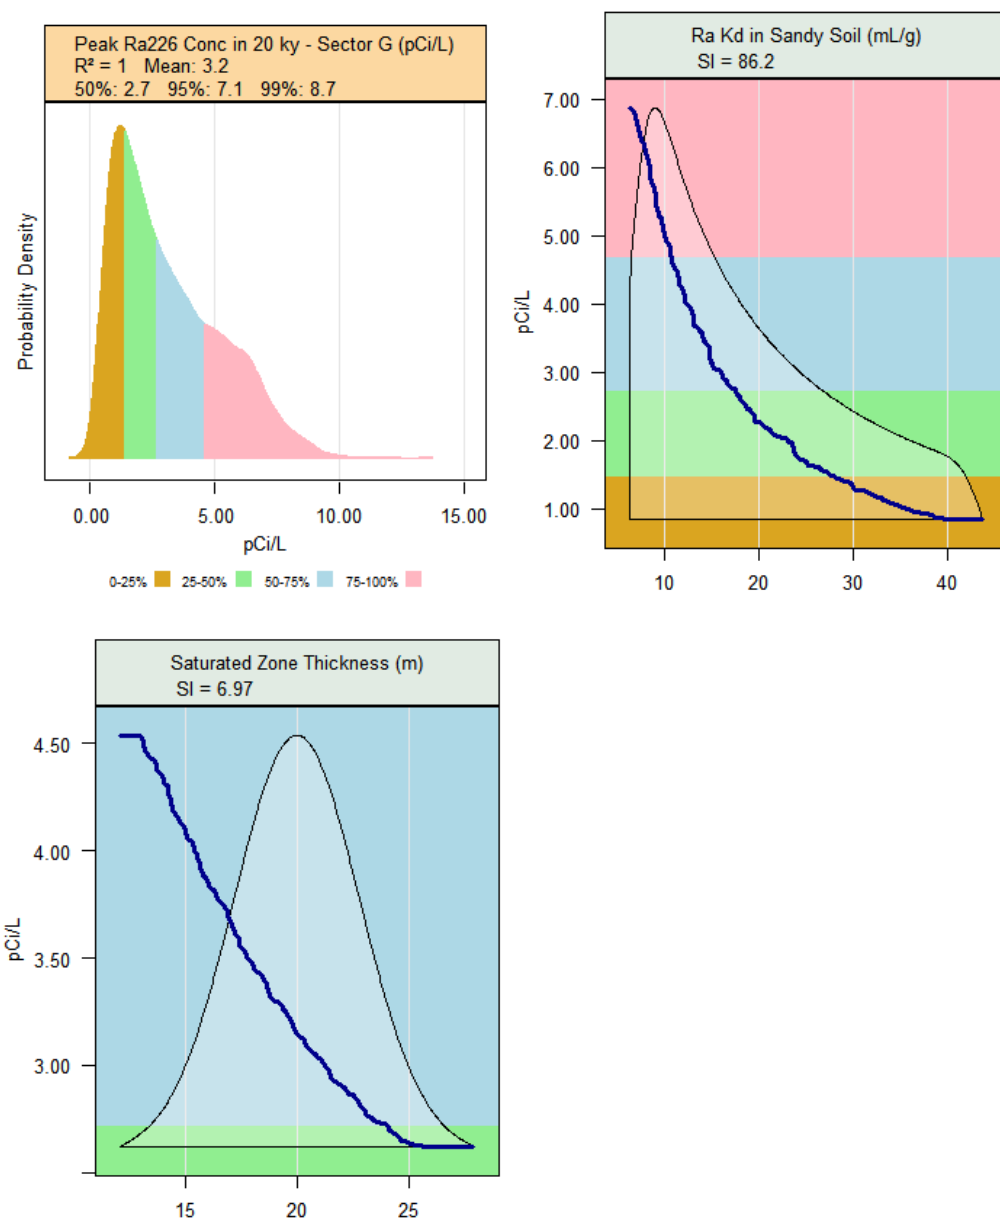 Peak Ra226 Conc in 20 ky - Sector G (pCi/L)
R² = 1 Mean: 3.2
50%: 2.7 95%: 7.1 99%: 8.7
Probability Density
0.00 5.00 10.00 15.00
pCi/L
0-25% 25-50% 50-75% 75-100%
Ra Kd in Sandy Soil (mL/g)
SI = 86.2
7.00
6.00
5.00
4.00
3.00
2.00
1.00
pCi/L
10 20 30 40
Saturated Zone Thickness (m)
SI = 6.97
4.50
4.00
3.50
3.00
pCi/L
15 20 25